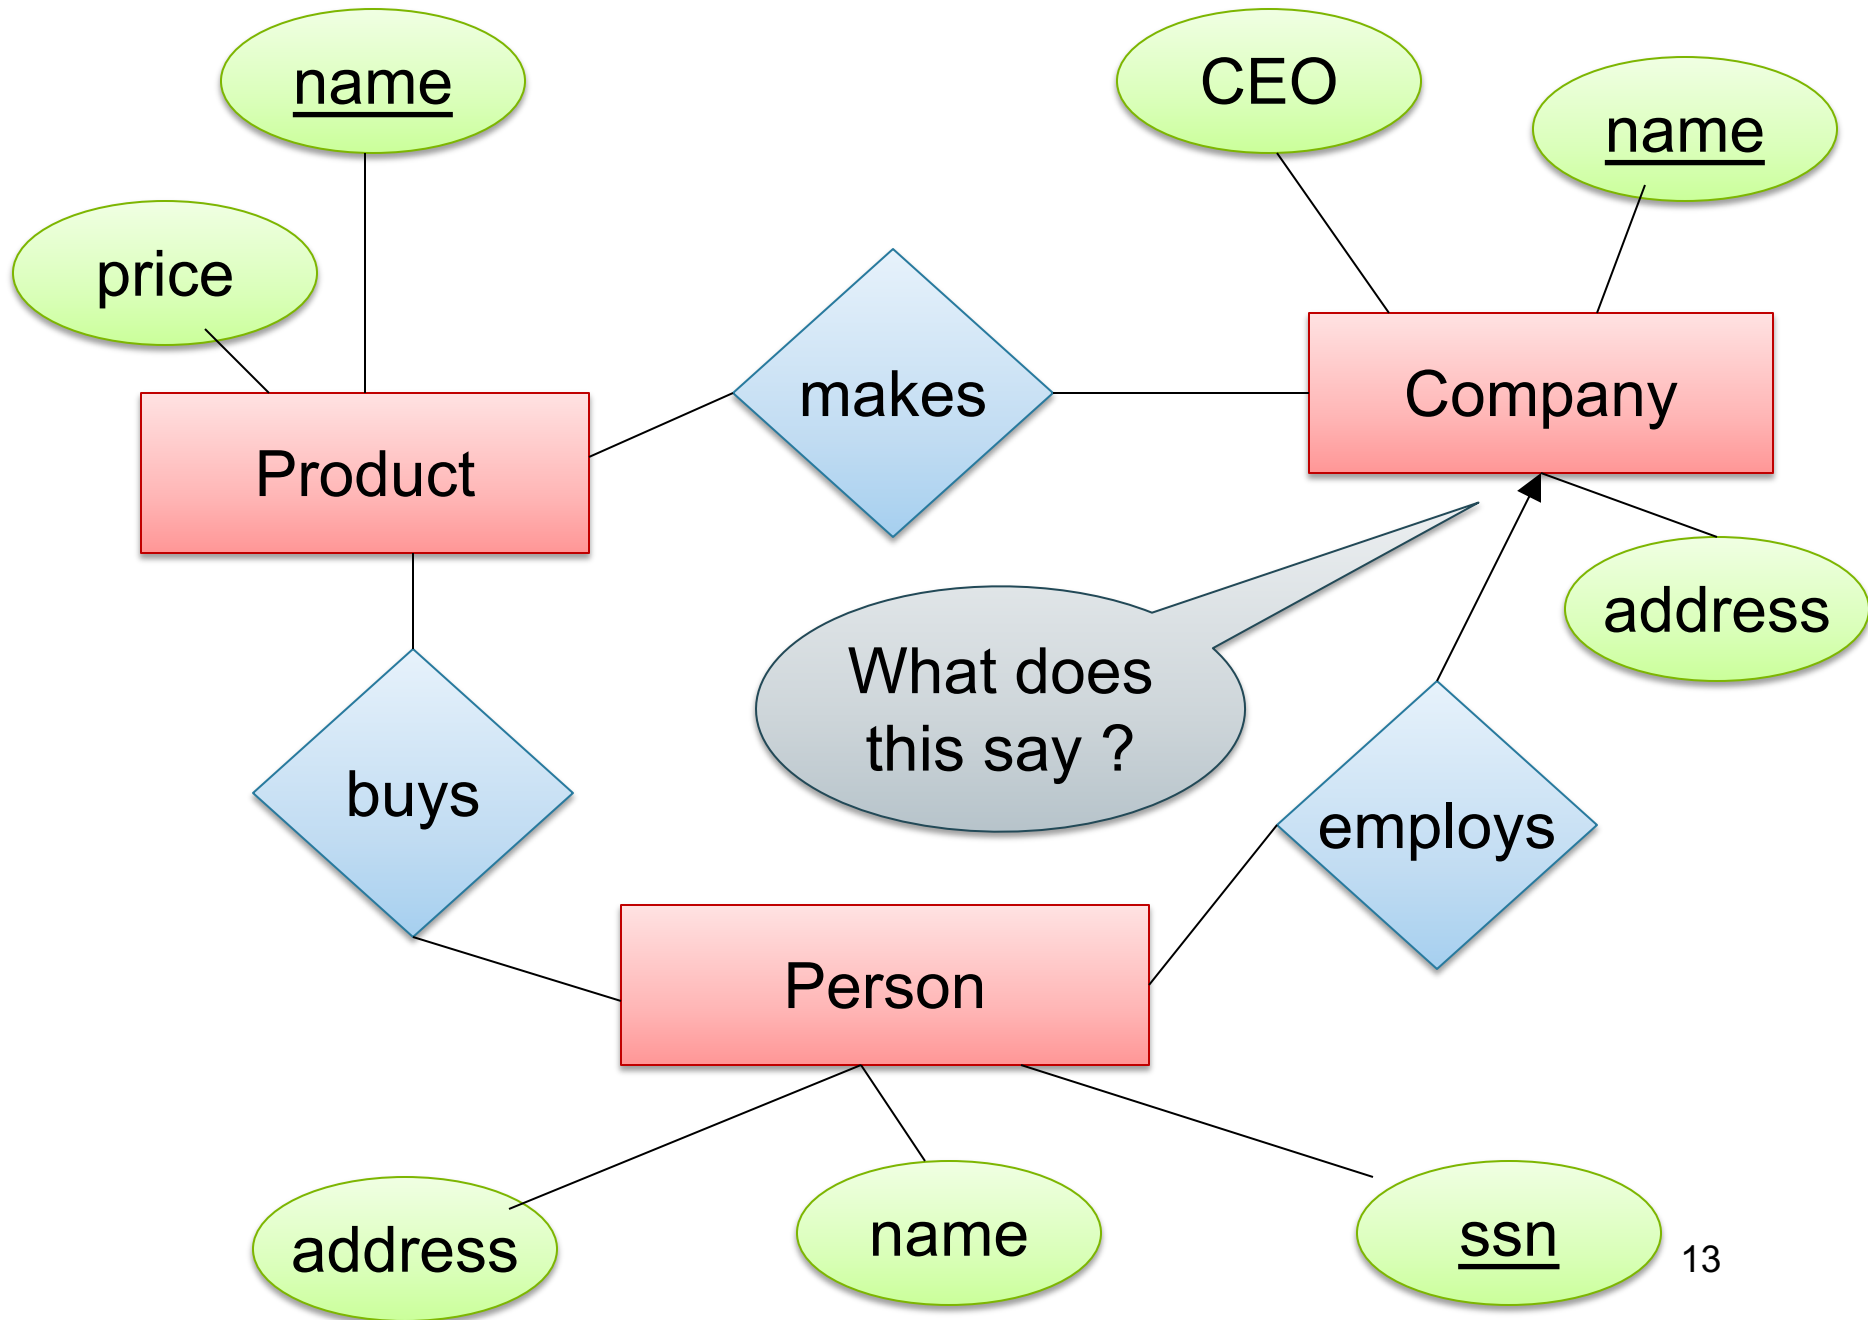 name
CEO
name
price
makes
Company
Product
address
What does
this say ?
buys
employs
Person
address
name
ssn
13